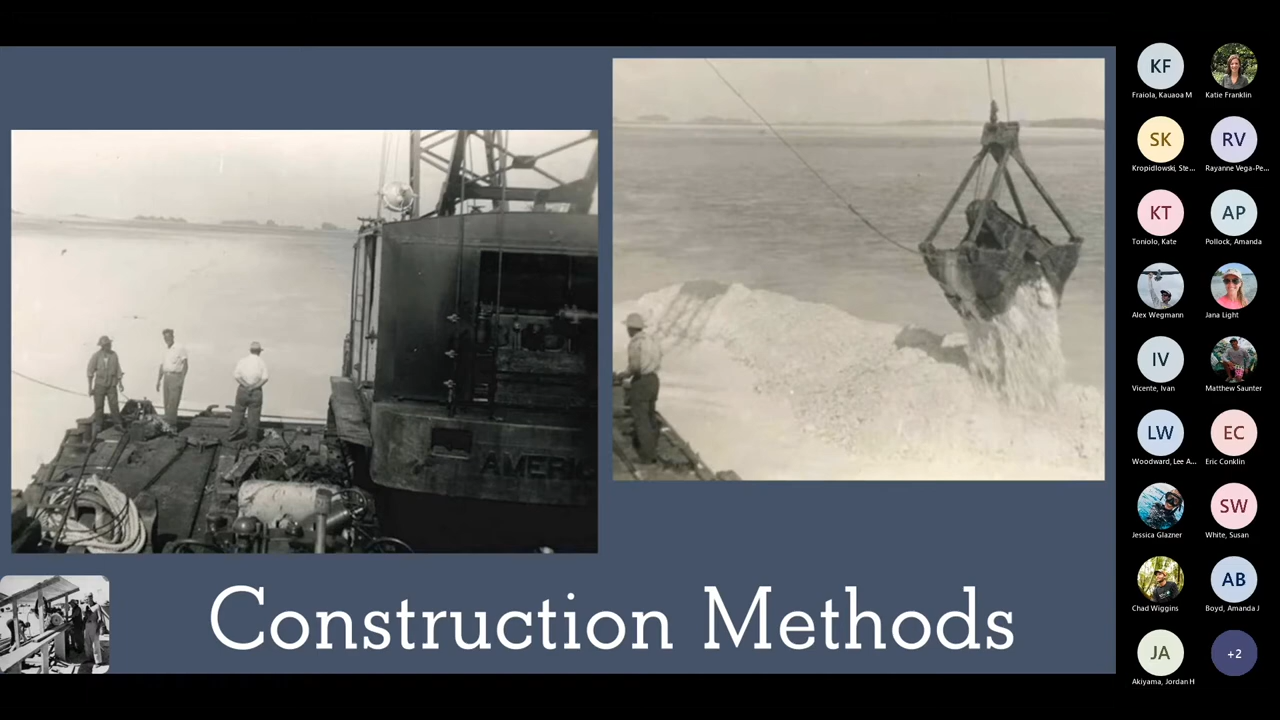 AMERIC
Construction Methods
KF
Fraiola, Kauaoa M
Katie Franklin
SK
Kropidlowski, Ste...
RV
Rayanne Vega-Pe...
KT
Toniolo, Kate
AP
Pollock, Amanda
Alex Wegmann
Jana Light
IV
Vicente, Ivan
Matthew Saunter
LW
Woodward, Lee A...
EC
Eric Conklin
Jessica Glazner
SW
White, Susan
Chad Wiggins
AB
Boyd, Amanda J
JA
Akiyama, Jordan H
+2